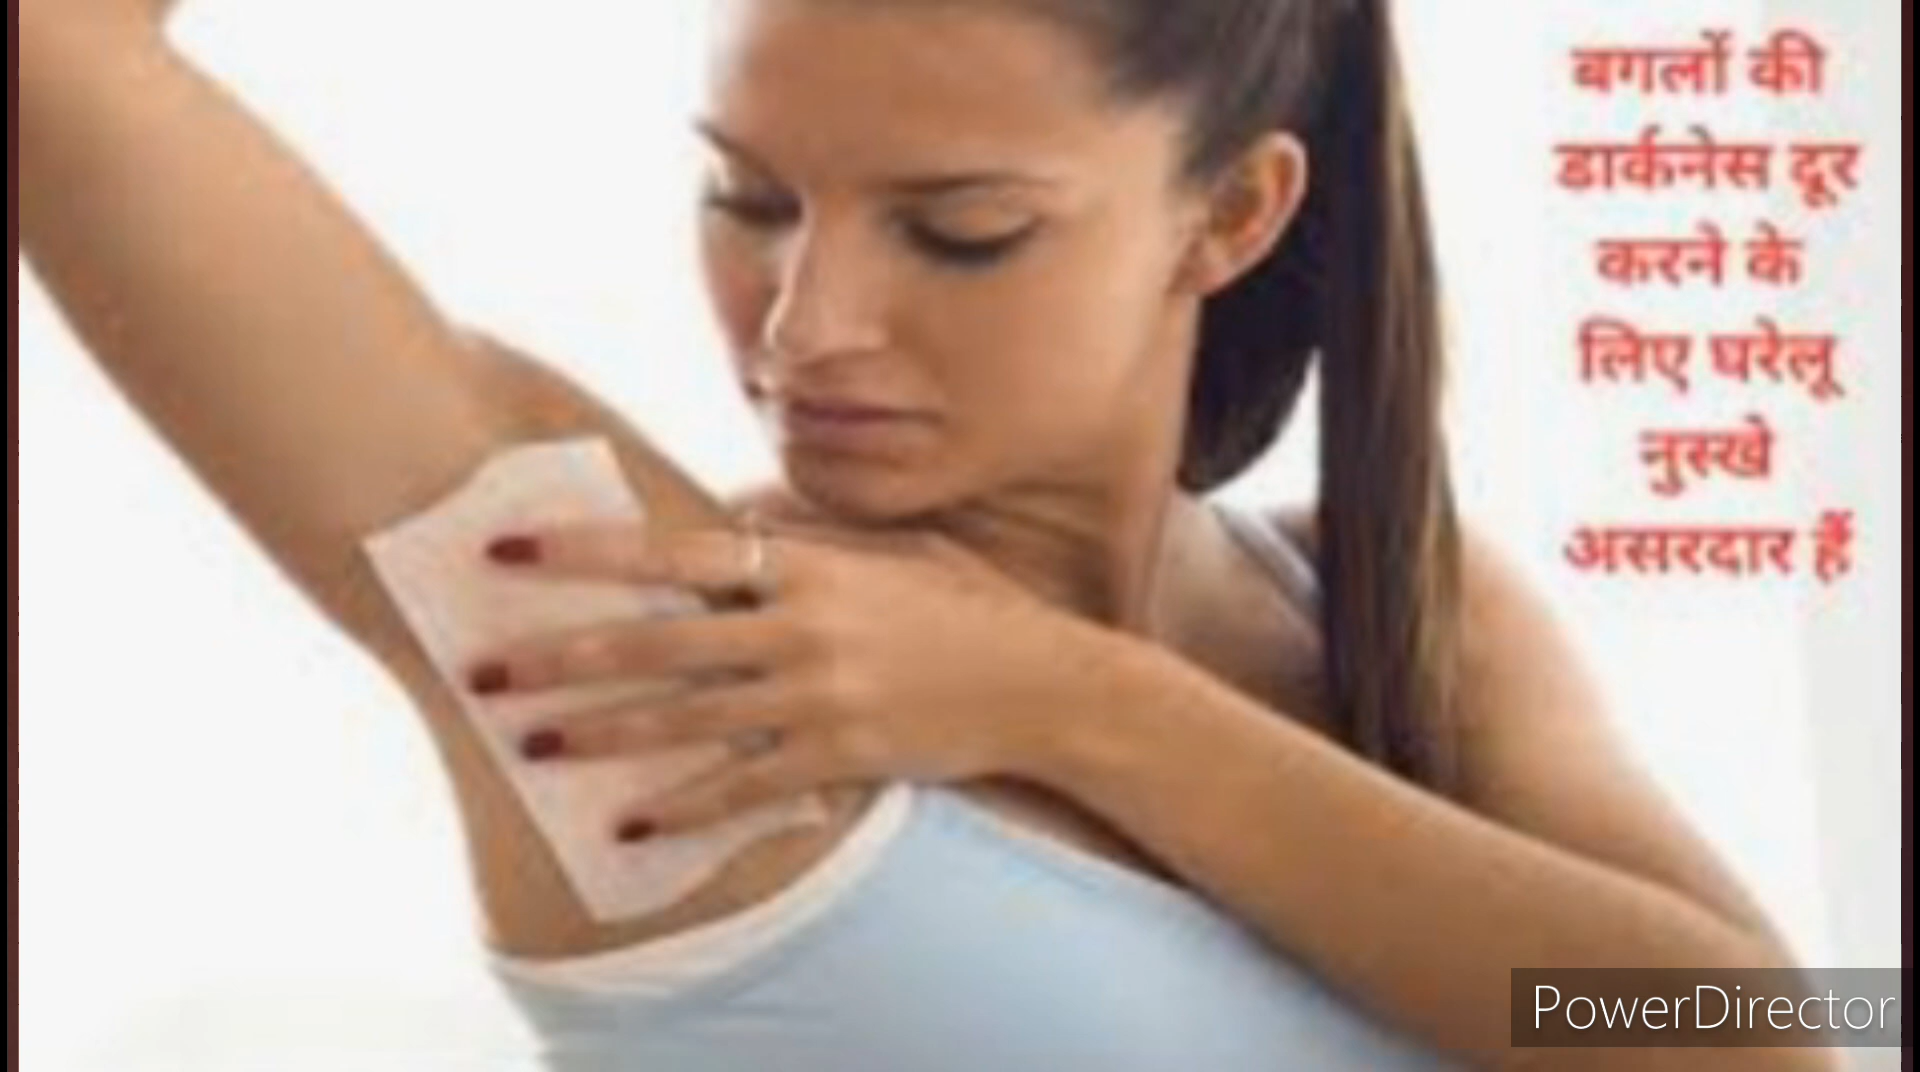 बगलों की
डार्कनेस दूर
करने के
लिए घरेलू
नुस्खे
असरदार हैं
PowerDirector